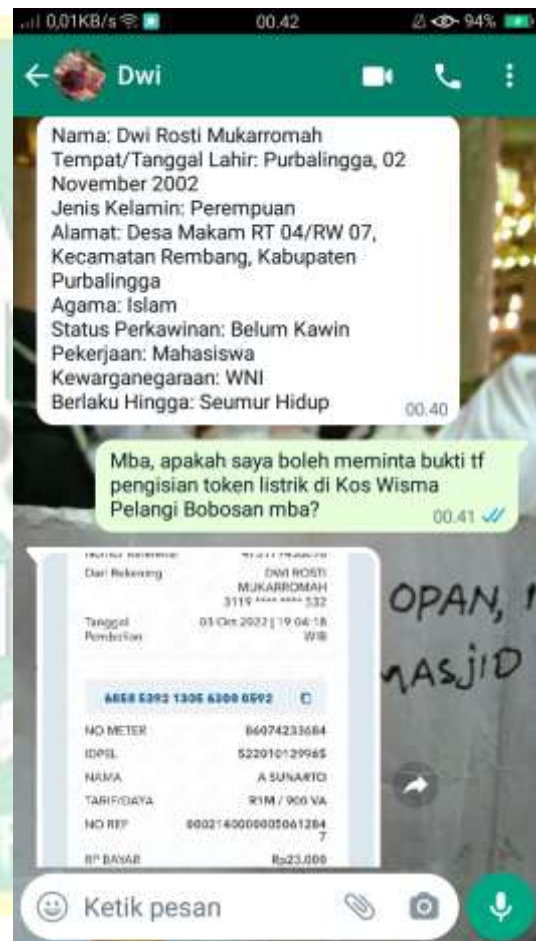 0,01KB/s
00.42
94%
Dwi
Nama: Dwi Rosti Mukarromah
Tempat/Tanggal Lahir: Purbalingga, 02
November 2002
Jenis Kelamin: Perempuan
Alamat: Desa Makam RT 04/RW 07,
Kecamatan Rembang, Kabupaten
Purbalingga
Agama: Islam
Status Perkawinan: Belum Kawin
Pekerjaan: Mahasiswa
Kewarganegaraan: WNI
Berlaku Hingga: Seumur Hidup
00.40
Mba, apakah saya boleh meminta bukti tf
pengisian token listrik di Kos Wisma
Pelangi Bobosan mba?
00.41
Dari Rekening DWI ROSTI
MUKARROMAH
3119 **** **** 532
Tanggal 03 Oct 2022 | 19:04:18
Pembelian WIB
6858 5392 1305 6300 0592
NO METER 86074233684
IDPEL 522010129965
NAMA A SUNARTO
TARIF/DAYA R1M / 900 VA
NO REF
RP BAYAR Rp23.000
OPAN,
MASJID
Ketik pesan